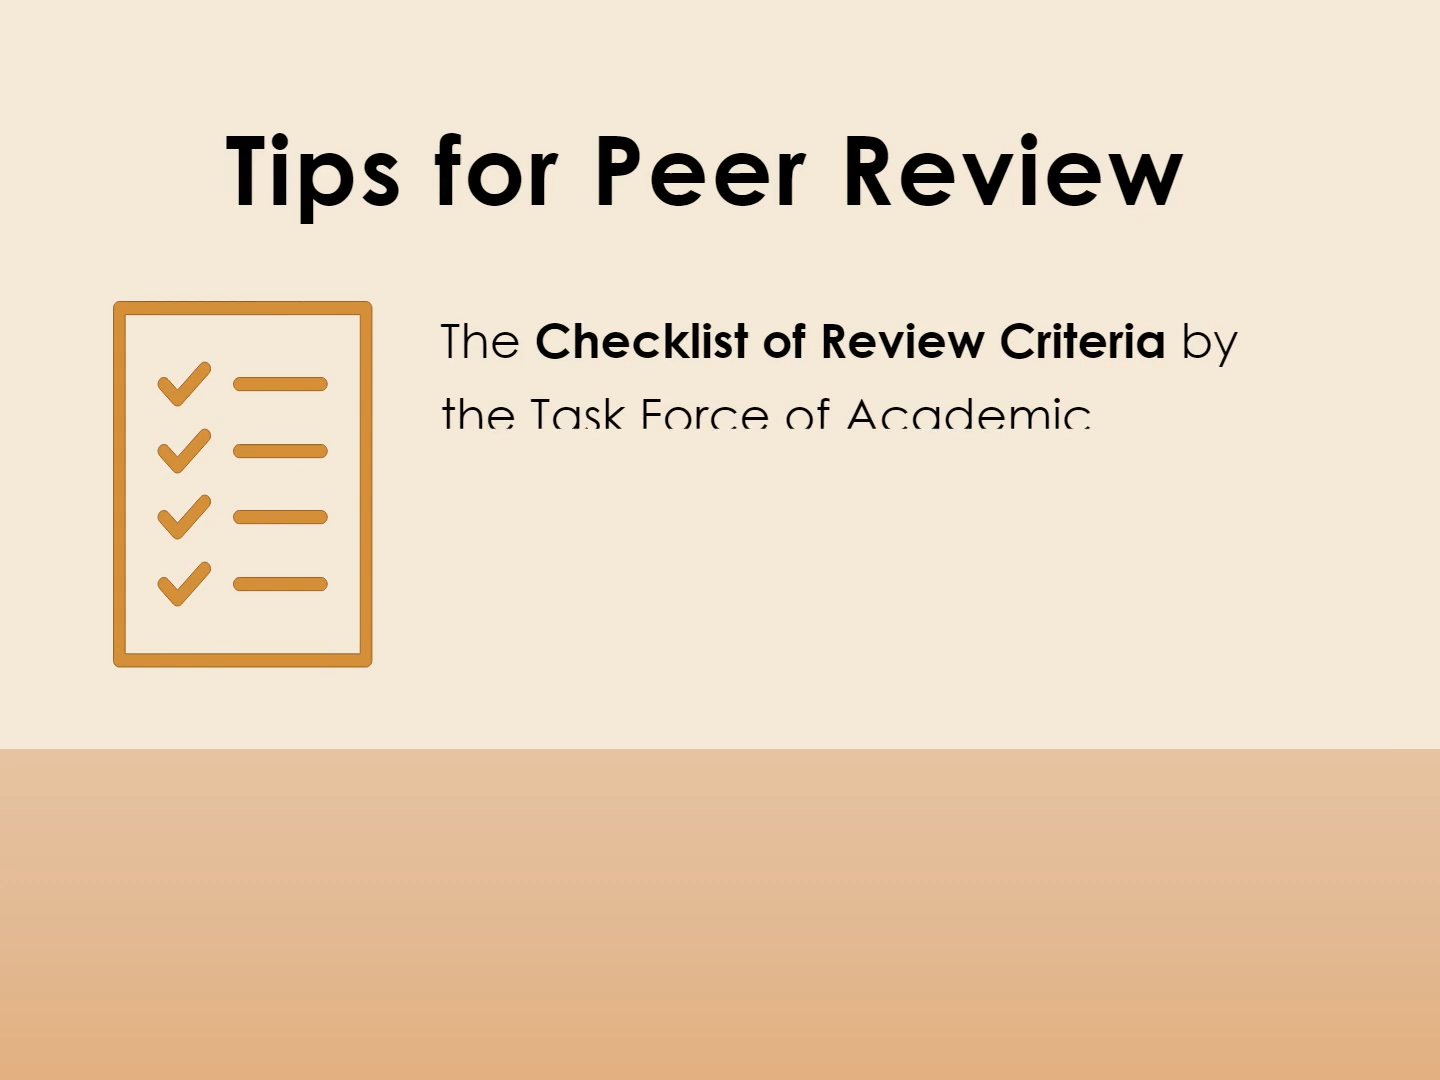 Tips for Peer Review
The Checklist of Review Criteria by
the Task Force of Academic